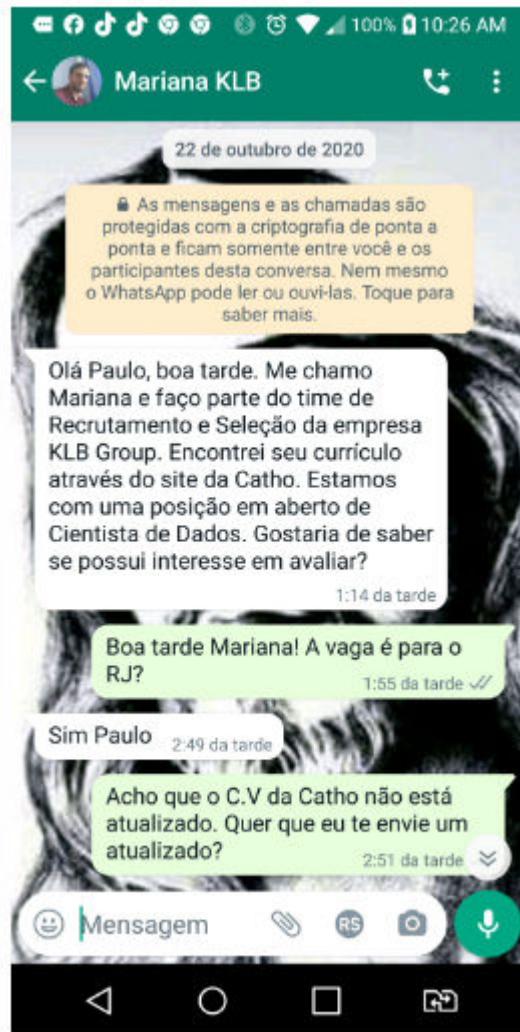 100% 10:26 AM
Mariana KLB
22 de outubro de 2020
As mensagens e as chamadas são
protegidas com a criptografia de ponta a
ponta e ficam somente entre você e os
participantes desta conversa. Nem mesmo
o WhatsApp pode ler ou ouvi-las. Toque para
saber mais.
Olá Paulo, boa tarde. Me chamo
Mariana e faço parte do time de
Recrutamento e Seleção da empresa
KLB Group. Encontrei seu currículo
através do site da Catho. Estamos
com uma posição em aberto de
Cientista de Dados. Gostaria de saber
se possui interesse em avaliar?
1:14 da tarde
Boa tarde Mariana! A vaga é para o
RJ?
1:55 da tarde
Sim Paulo 2:49 da tarde
Acho que o C.V da Catho não está
atualizado. Quer que eu te envie um
atualizado?
2:51 da tarde
Mensagem RS